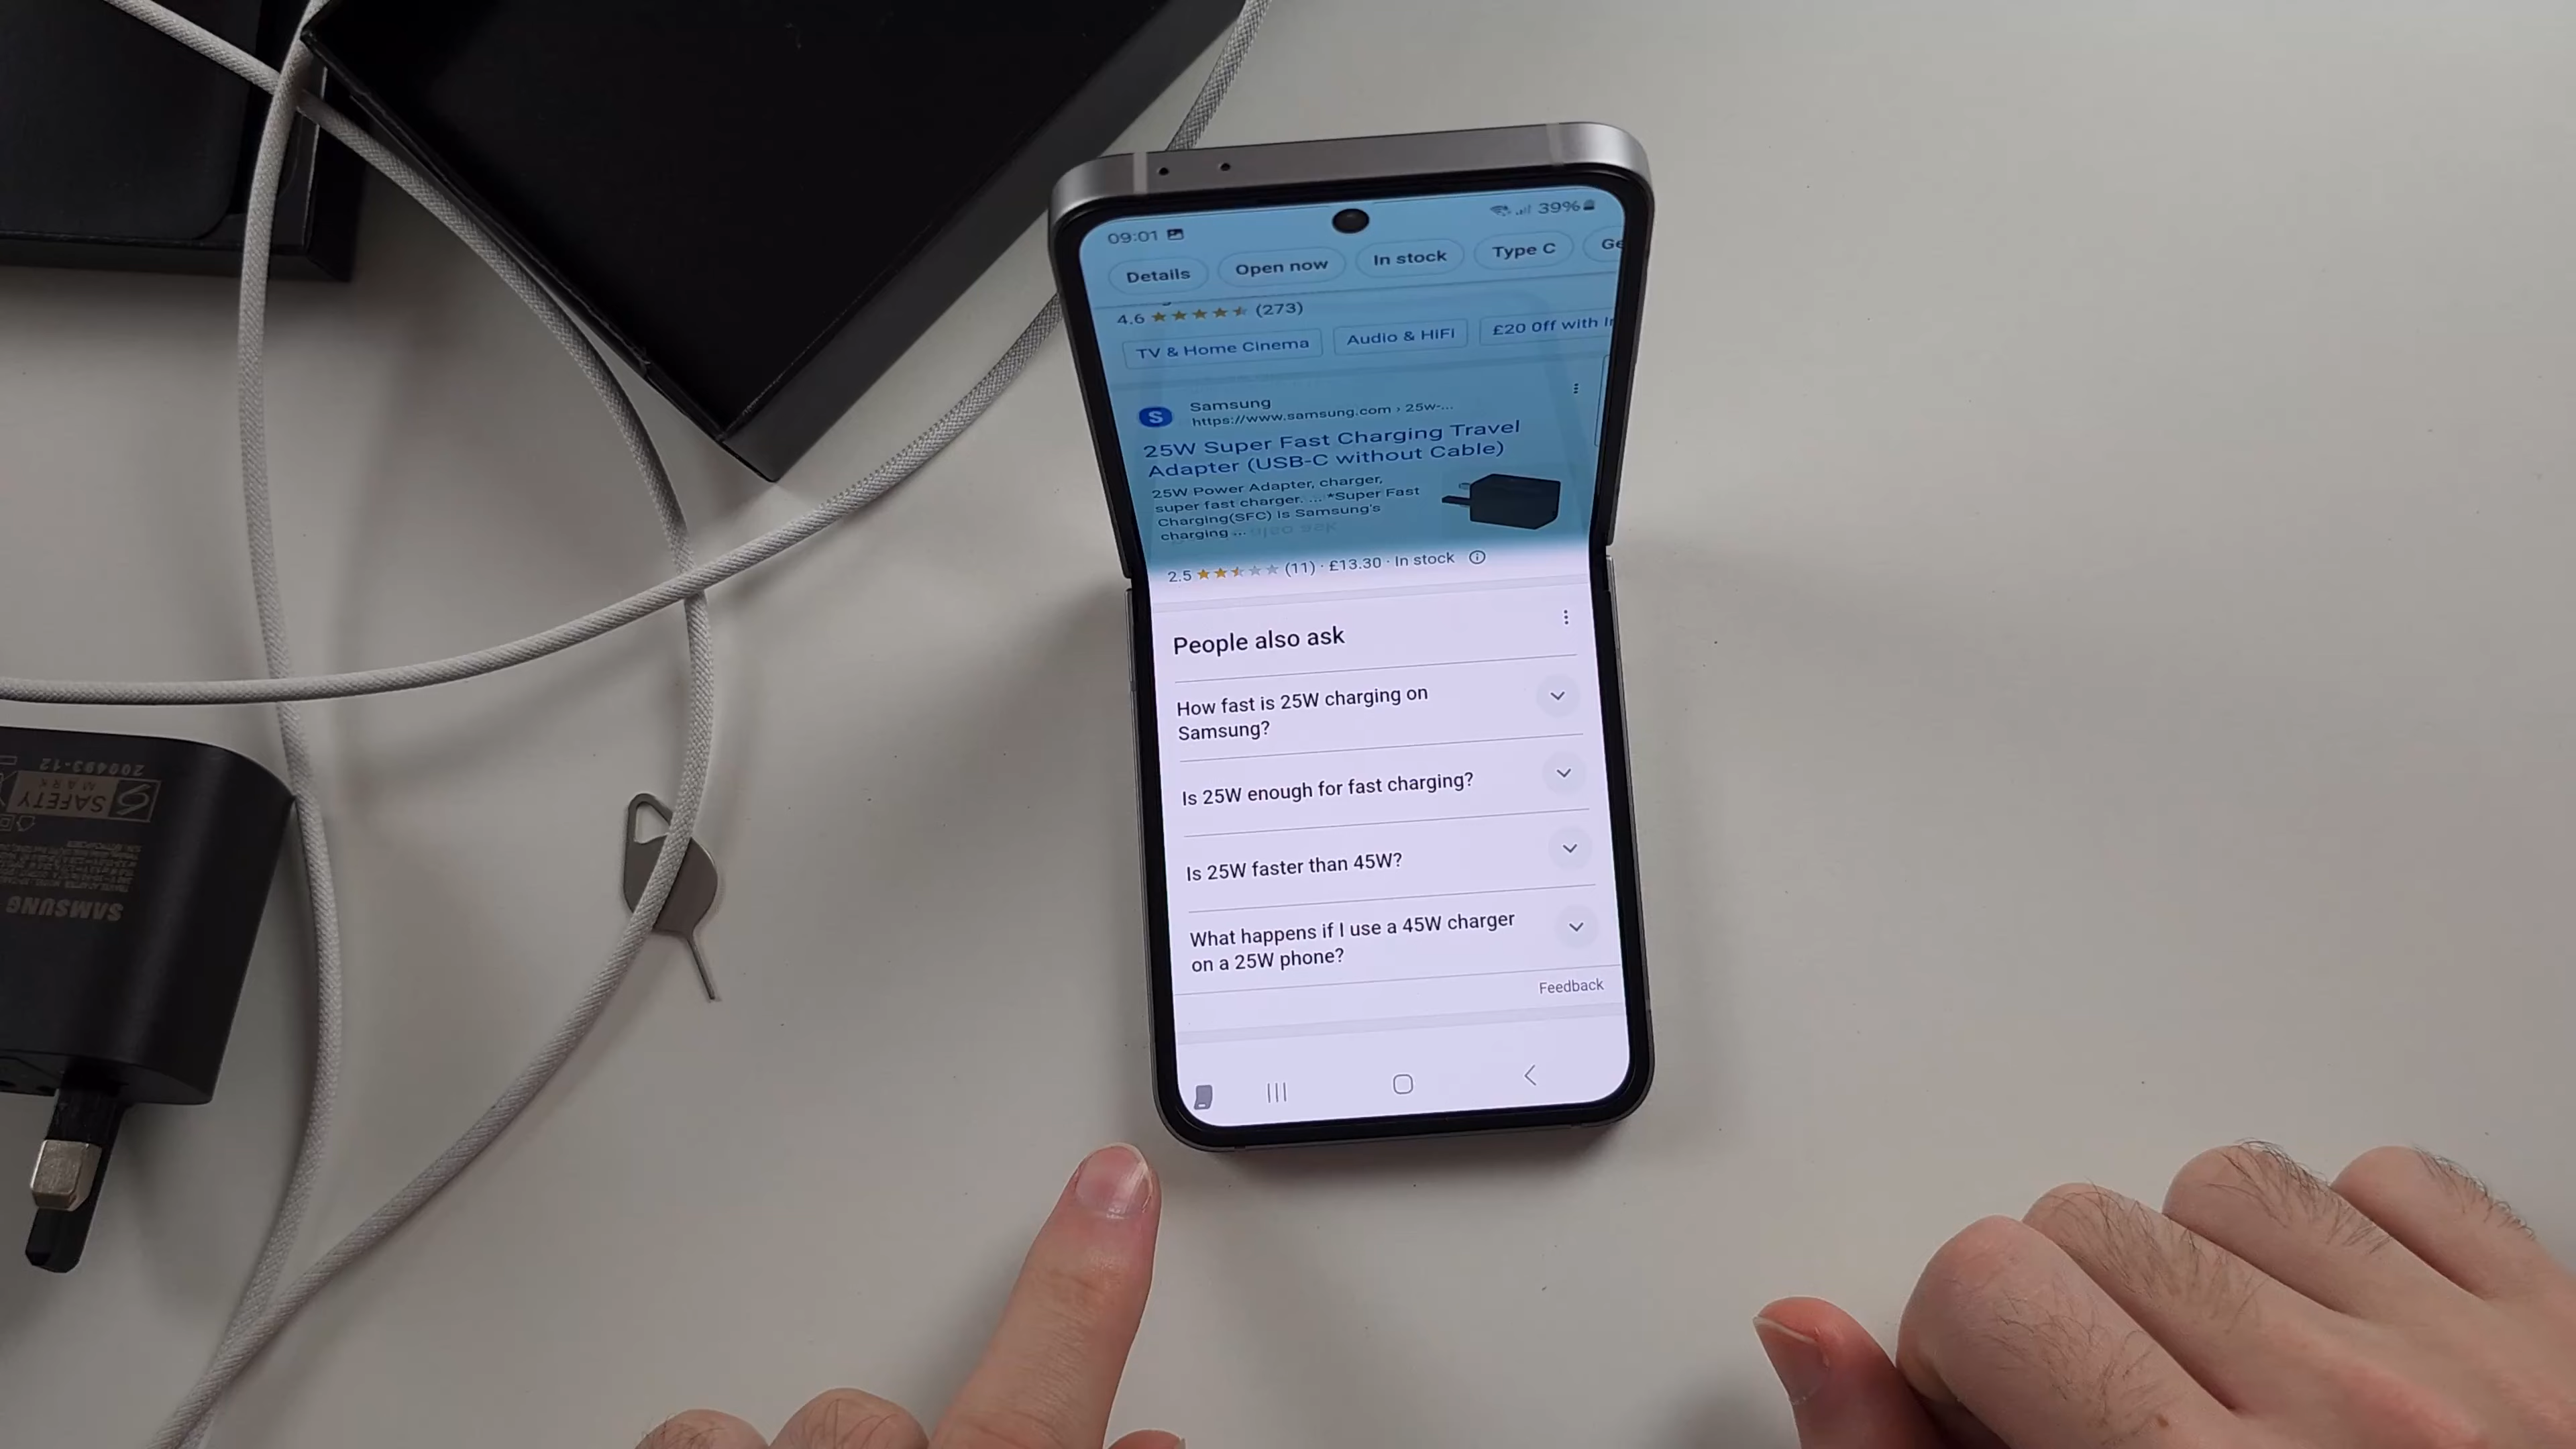 09:01
39%
Details
Open now
In stock
Type C
Ge
4.6 (273)
TV & Home Cinema
Audio & HiFi
£20 Off with
Samsung
https://www.samsung.com › 25w-...
25W Super Fast Charging Travel
Adapter (USB-C without Cable)
25W Power Adapter, charger,
super fast charger. ... *Super Fast
Charging(SFC) is Samsung's
charging ...
2.5 (11) · £13.30 · In stock
People also ask
How fast is 25W charging on
Samsung?
Is 25W enough for fast charging?
Is 25W faster than 45W?
What happens if I use a 45W charger
on a 25W phone?
Feedback
200493-12
SAFETY
MARK
SAMSUNG